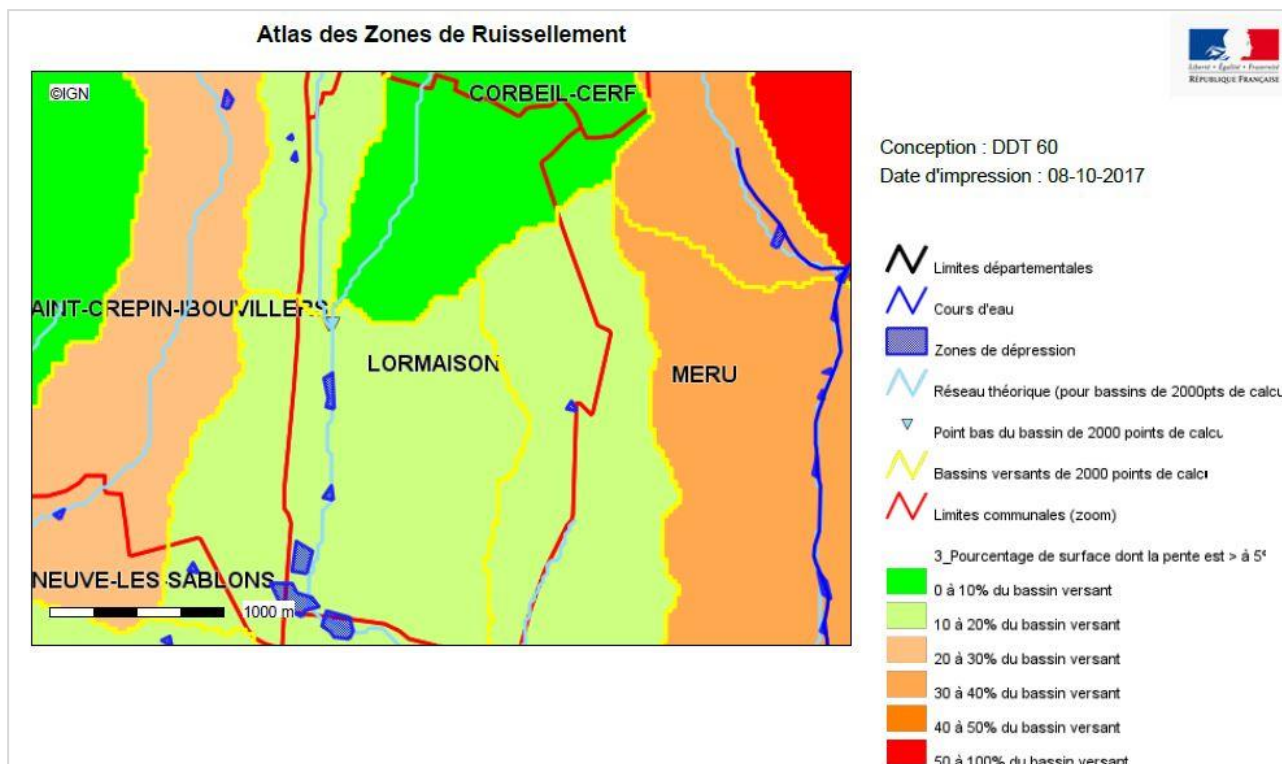 Atlas des Zones de Ruissellement
Liberté • Égalité • Fraternité
RÉPUBLIQUE FRANÇAISE
©IGN
CORBEIL-CERF
AINT-CREPIN-IBOUVILLERS
LORMAISON
MERU
NEUVE-LES SABLONS
1000 m
Conception : DDT 60
Date d'impression : 08-10-2017
Limites départementales
Cours d'eau
Zones de dépression
Réseau théorique (pour bassins de 2000pts de calcu
Point bas du bassin de 2000 points de calcu
Bassins versants de 2000 points de calc
Limites communales (zoom)
3_Pourcentage de surface dont la pente est > à 5
0 à 10% du bassin versant
10 à 20% du bassin versant
20 à 30% du bassin versant
30 à 40% du bassin versant
40 à 50% du bassin versant
50 à 100% du bassin versant